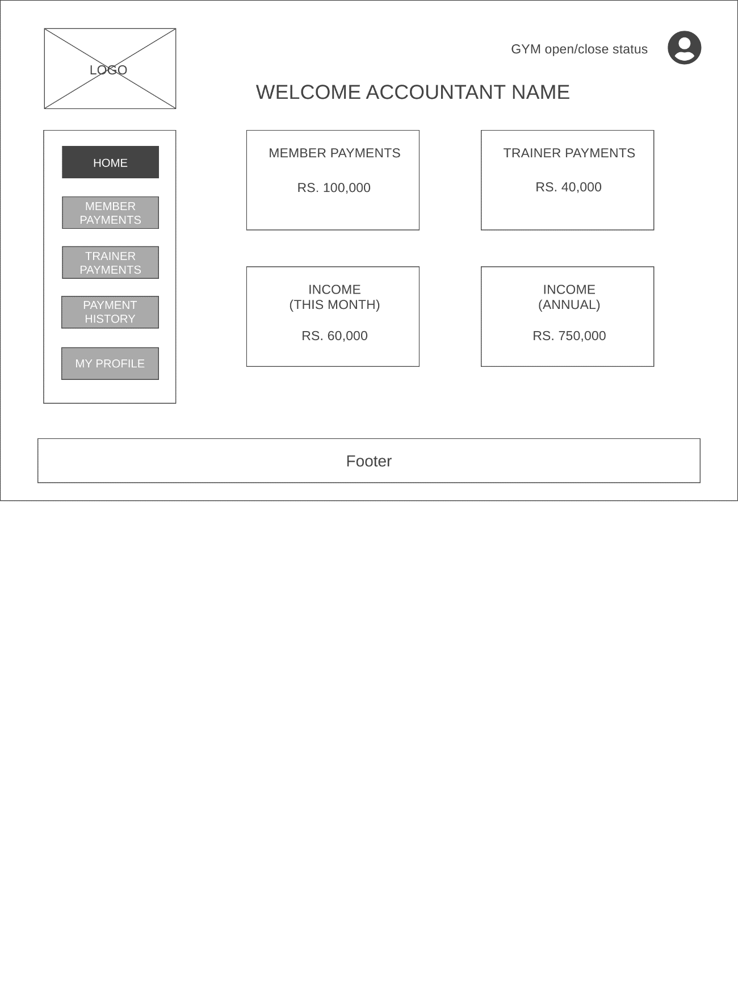 LOGO
GYM open/close status
WELCOME ACCOUNTANT NAME
HOME
MEMBER
PAYMENTS
TRAINER
PAYMENTS
PAYMENT
HISTORY
MY PROFILE
MEMBER PAYMENTS
RS. 100,000
TRAINER PAYMENTS
RS. 40,000
INCOME
(THIS MONTH)
RS. 60,000
INCOME
(ANNUAL)
RS. 750,000
Footer